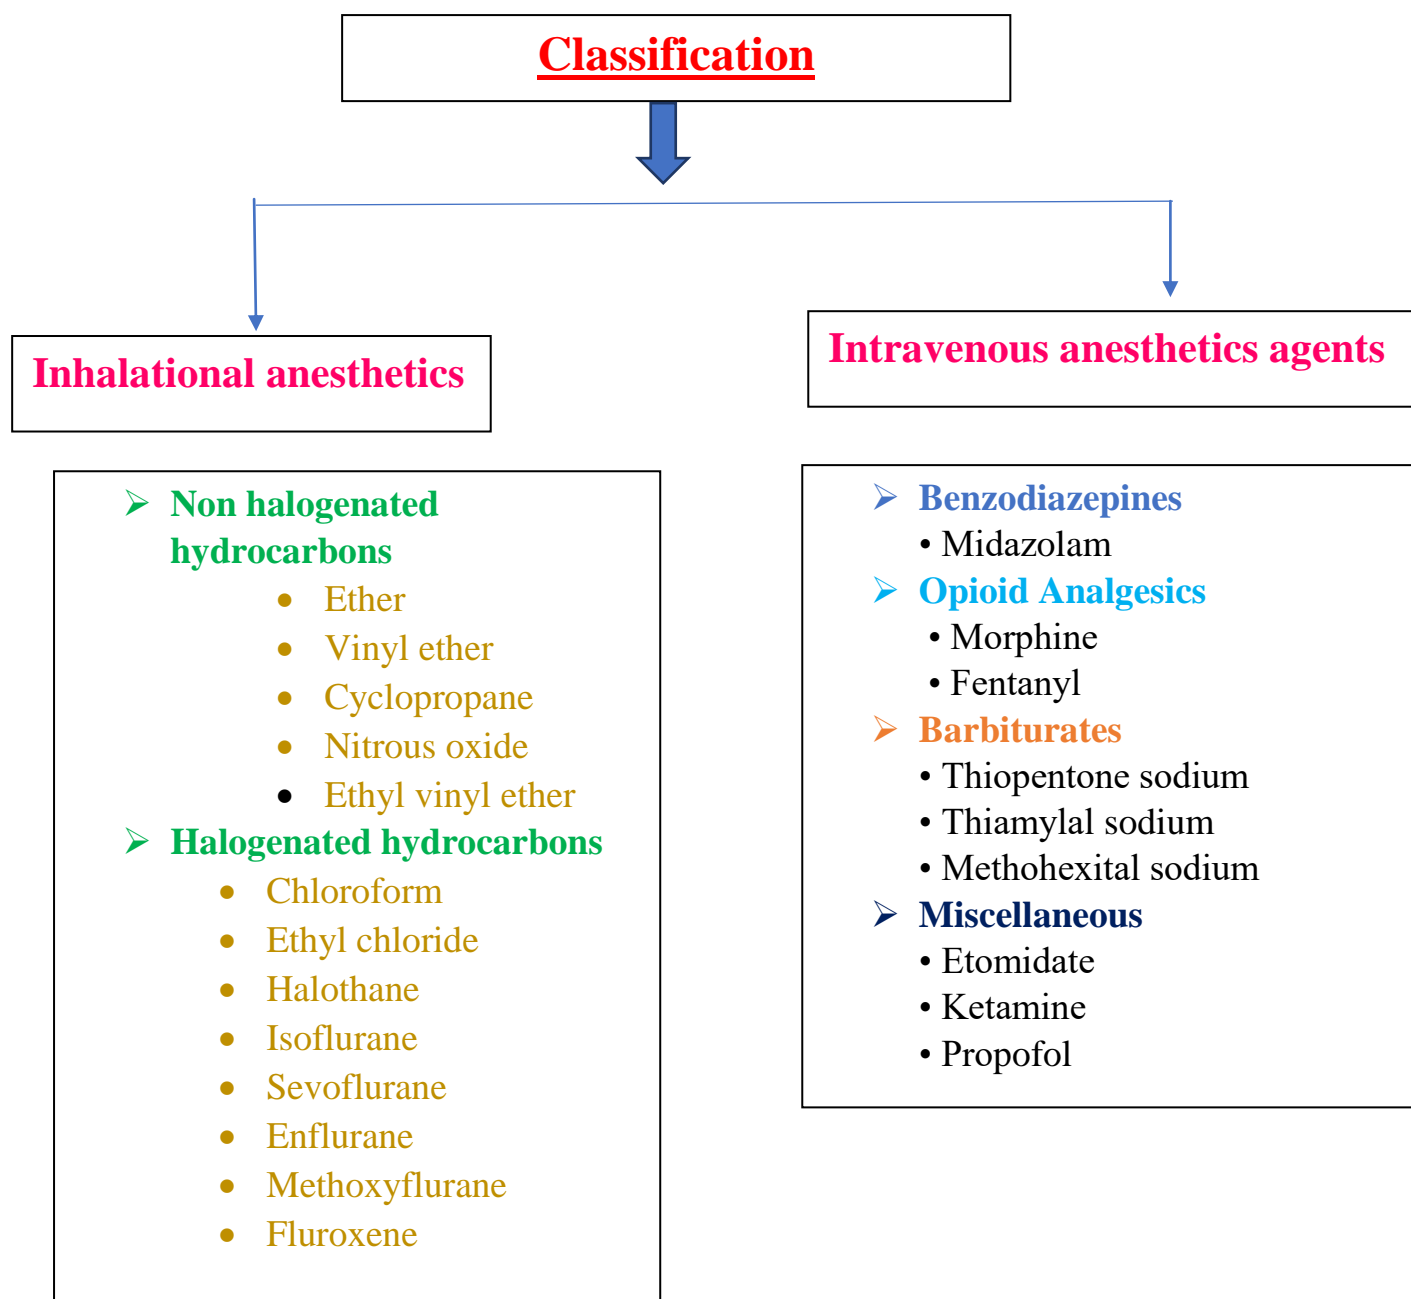 Classification
Inhalational anesthetics
Intravenous anesthetics agents
➢ Non halogenated
hydrocarbons
• Ether
• Vinyl ether
• Cyclopropane
• Nitrous oxide
• Ethyl vinyl ether
➢ Halogenated hydrocarbons
• Chloroform
• Ethyl chloride
• Halothane
• Isoflurane
• Sevoflurane
• Enflurane
• Methoxyflurane
• Fluroxene
➢ Benzodiazepines
• Midazolam
➢ Opioid Analgesics
• Morphine
• Fentanyl
➢ Barbiturates
• Thiopentone sodium
• Thiamylal sodium
• Methohexital sodium
➢ Miscellaneous
• Etomidate
• Ketamine
• Propofol